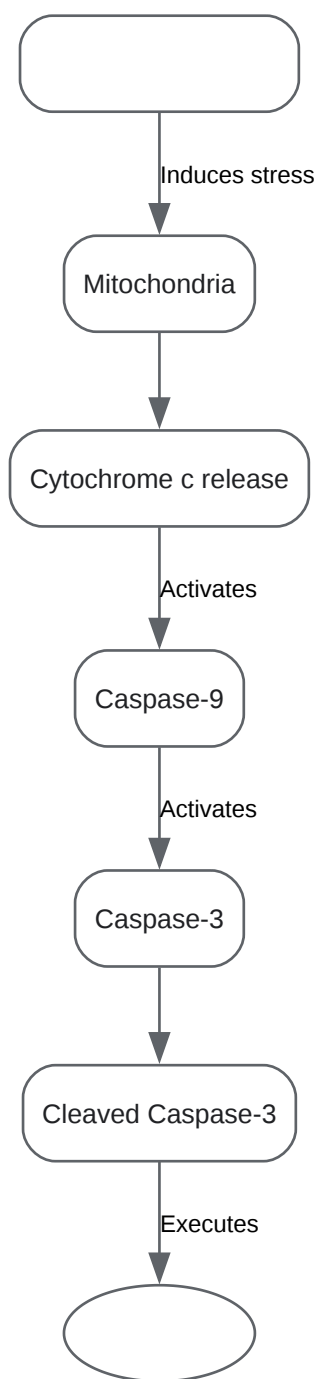 Induces stress
Mitochondria
Cytochrome c release
Activates
Caspase-9
Activates
Caspase-3
Cleaved Caspase-3
Executes